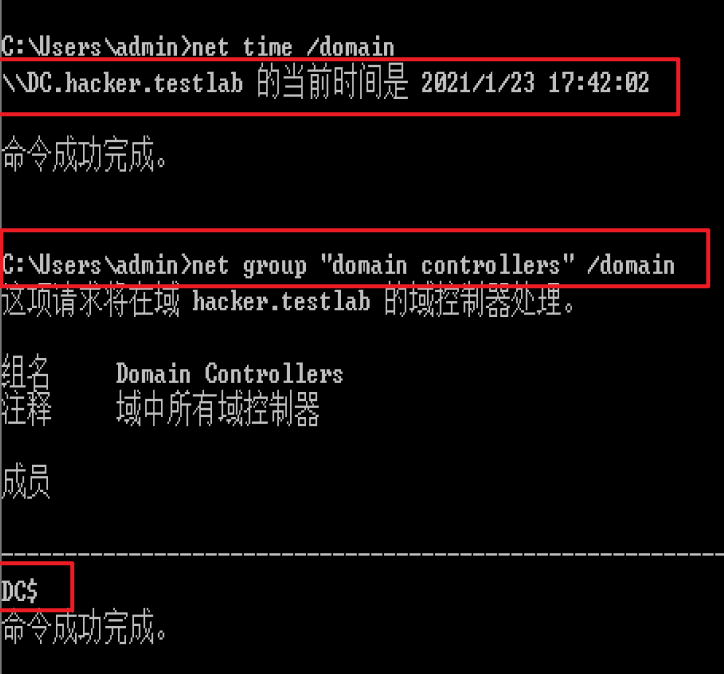 C:\Users\admin>net time /domain
\\DC.hacker.testlab 的当前时间是 2021/1/23 17:42:02
命令成功完成。
C:\Users\admin>net group "domain controllers" /domain
这项请求将在域 hacker.testlab 的域控制器处理。
组名 Domain Controllers
注释 域中所有域控制器
成员
-------------------------------------------------------
DC$
命令成功完成。